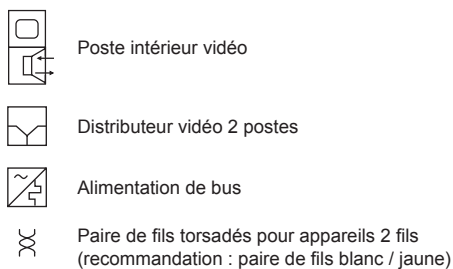 Poste intérieur vidéo
Distributeur vidéo 2 postes
Alimentation de bus
Paire de fils torsadés pour appareils 2 fils
(recommandation : paire de fils blanc / jaune)